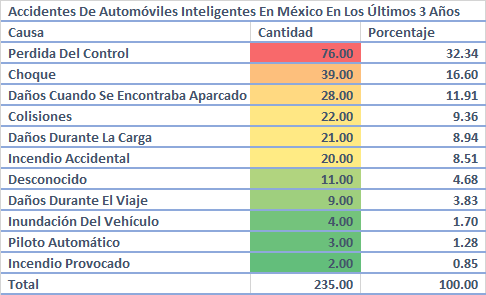 Accidentes De Automóviles Inteligentes En México En Los Últimos 3 Años
Causa Cantidad Porcentaje
Perdida Del Control 76.00 32.34
Choque 39.00 16.60
Daños Cuando Se Encontraba Aparcado 28.00 11.91
Colisiones 22.00 9.36
Daños Durante La Carga 21.00 8.94
Incendio Accidental 20.00 8.51
Desconocido 11.00 4.68
Daños Durante El Viaje 9.00 3.83
Inundación Del Vehículo 4.00 1.70
Piloto Automático 3.00 1.28
Incendio Provocado 2.00 0.85
Total 235.00 100.00